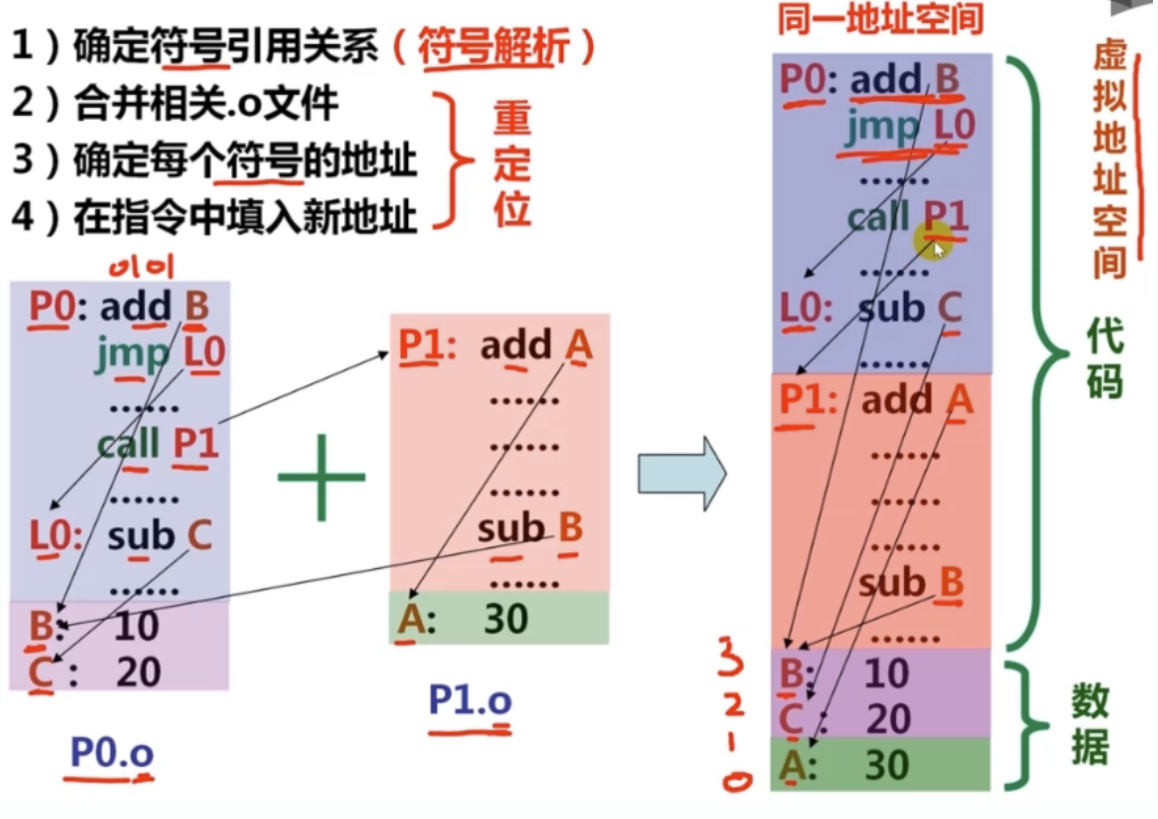 1）确定符号引用关系（符号解析）
2）合并相关.o文件
3）确定每个符号的地址
4）在指令中填入新地址
重定位
0101
P0: add B
jmp L0
......
call P1
......
L0: sub C
......
B: 10
C: 20
P0.o
P1: add A
......
......
......
sub B
......
A: 30
P1.o
同一地址空间
P0: add B
jmp L0
......
call P1
......
L0: sub C
......
P1: add A
......
......
......
sub B
......
3
B: 10
2
C: 20
1
A: 30
0
虚拟地址空间
代码
数据